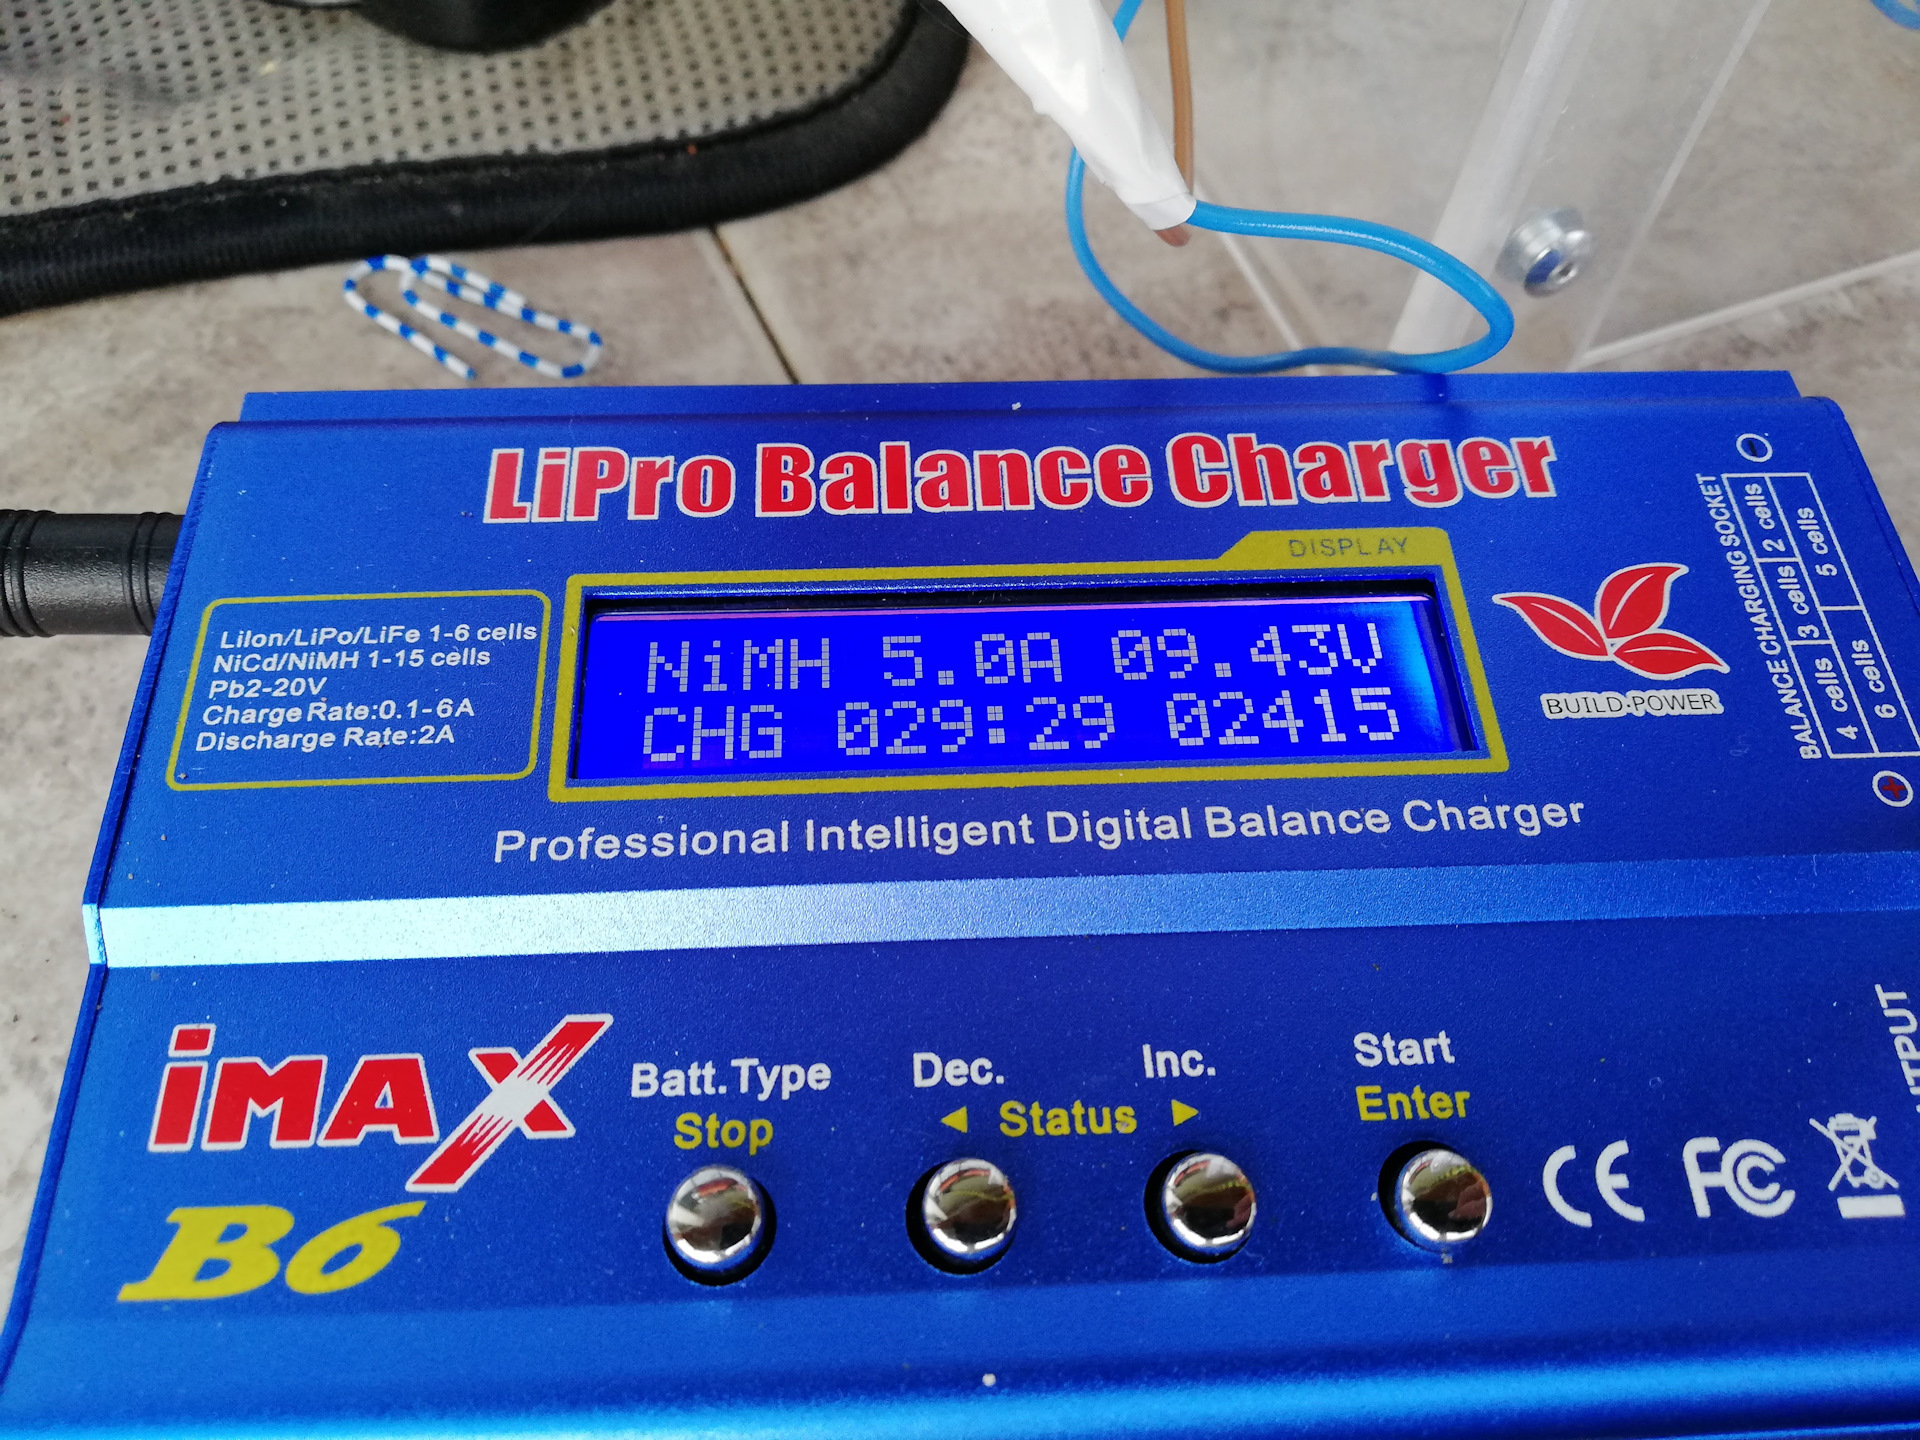 LiPro Balance Charger
DISPLAY
NiMH 5.0A 09.43V
CHG 029:29 02415
LiIon/LiPo/LiFe 1-6 cells
NiCd/NiMH 1-15 cells
Pb2-20V
Charge Rate:0.1-6A
Discharge Rate:2A
BUILD·POWER
BALANCE CHARGING SOCKET
2 cells
3 cells
4 cells
5 cells
6 cells
Professional Intelligent Digital Balance Charger
iMAX
B6
Batt.Type
Stop
Dec.
Inc.
◄ Status ►
Start
Enter
CE FC